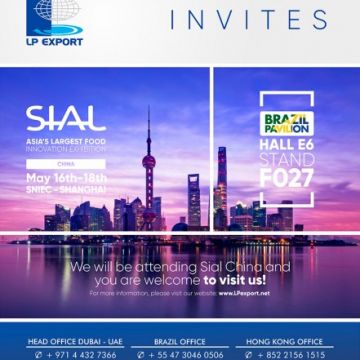 LP EXPORT
INVITES
SIAL
ASIA'S LARGEST FOOD
INNOVATION EXHIBITION
CHINA
May 16th-18th
SNIEC - SHANGHAI
BRAZIL
PAVILION
HALL E6
STAND
F027
We will be attending Sial China and
you are welcome to visit us!
For more information, please visit our website: www.LPexport.net
HEAD OFFICE DUBAI - UAE
+ 971 4 432 7366
BRAZIL OFFICE
+ 55 47 3046 0506
HONG KONG OFFICE
+ 852 2156 1515